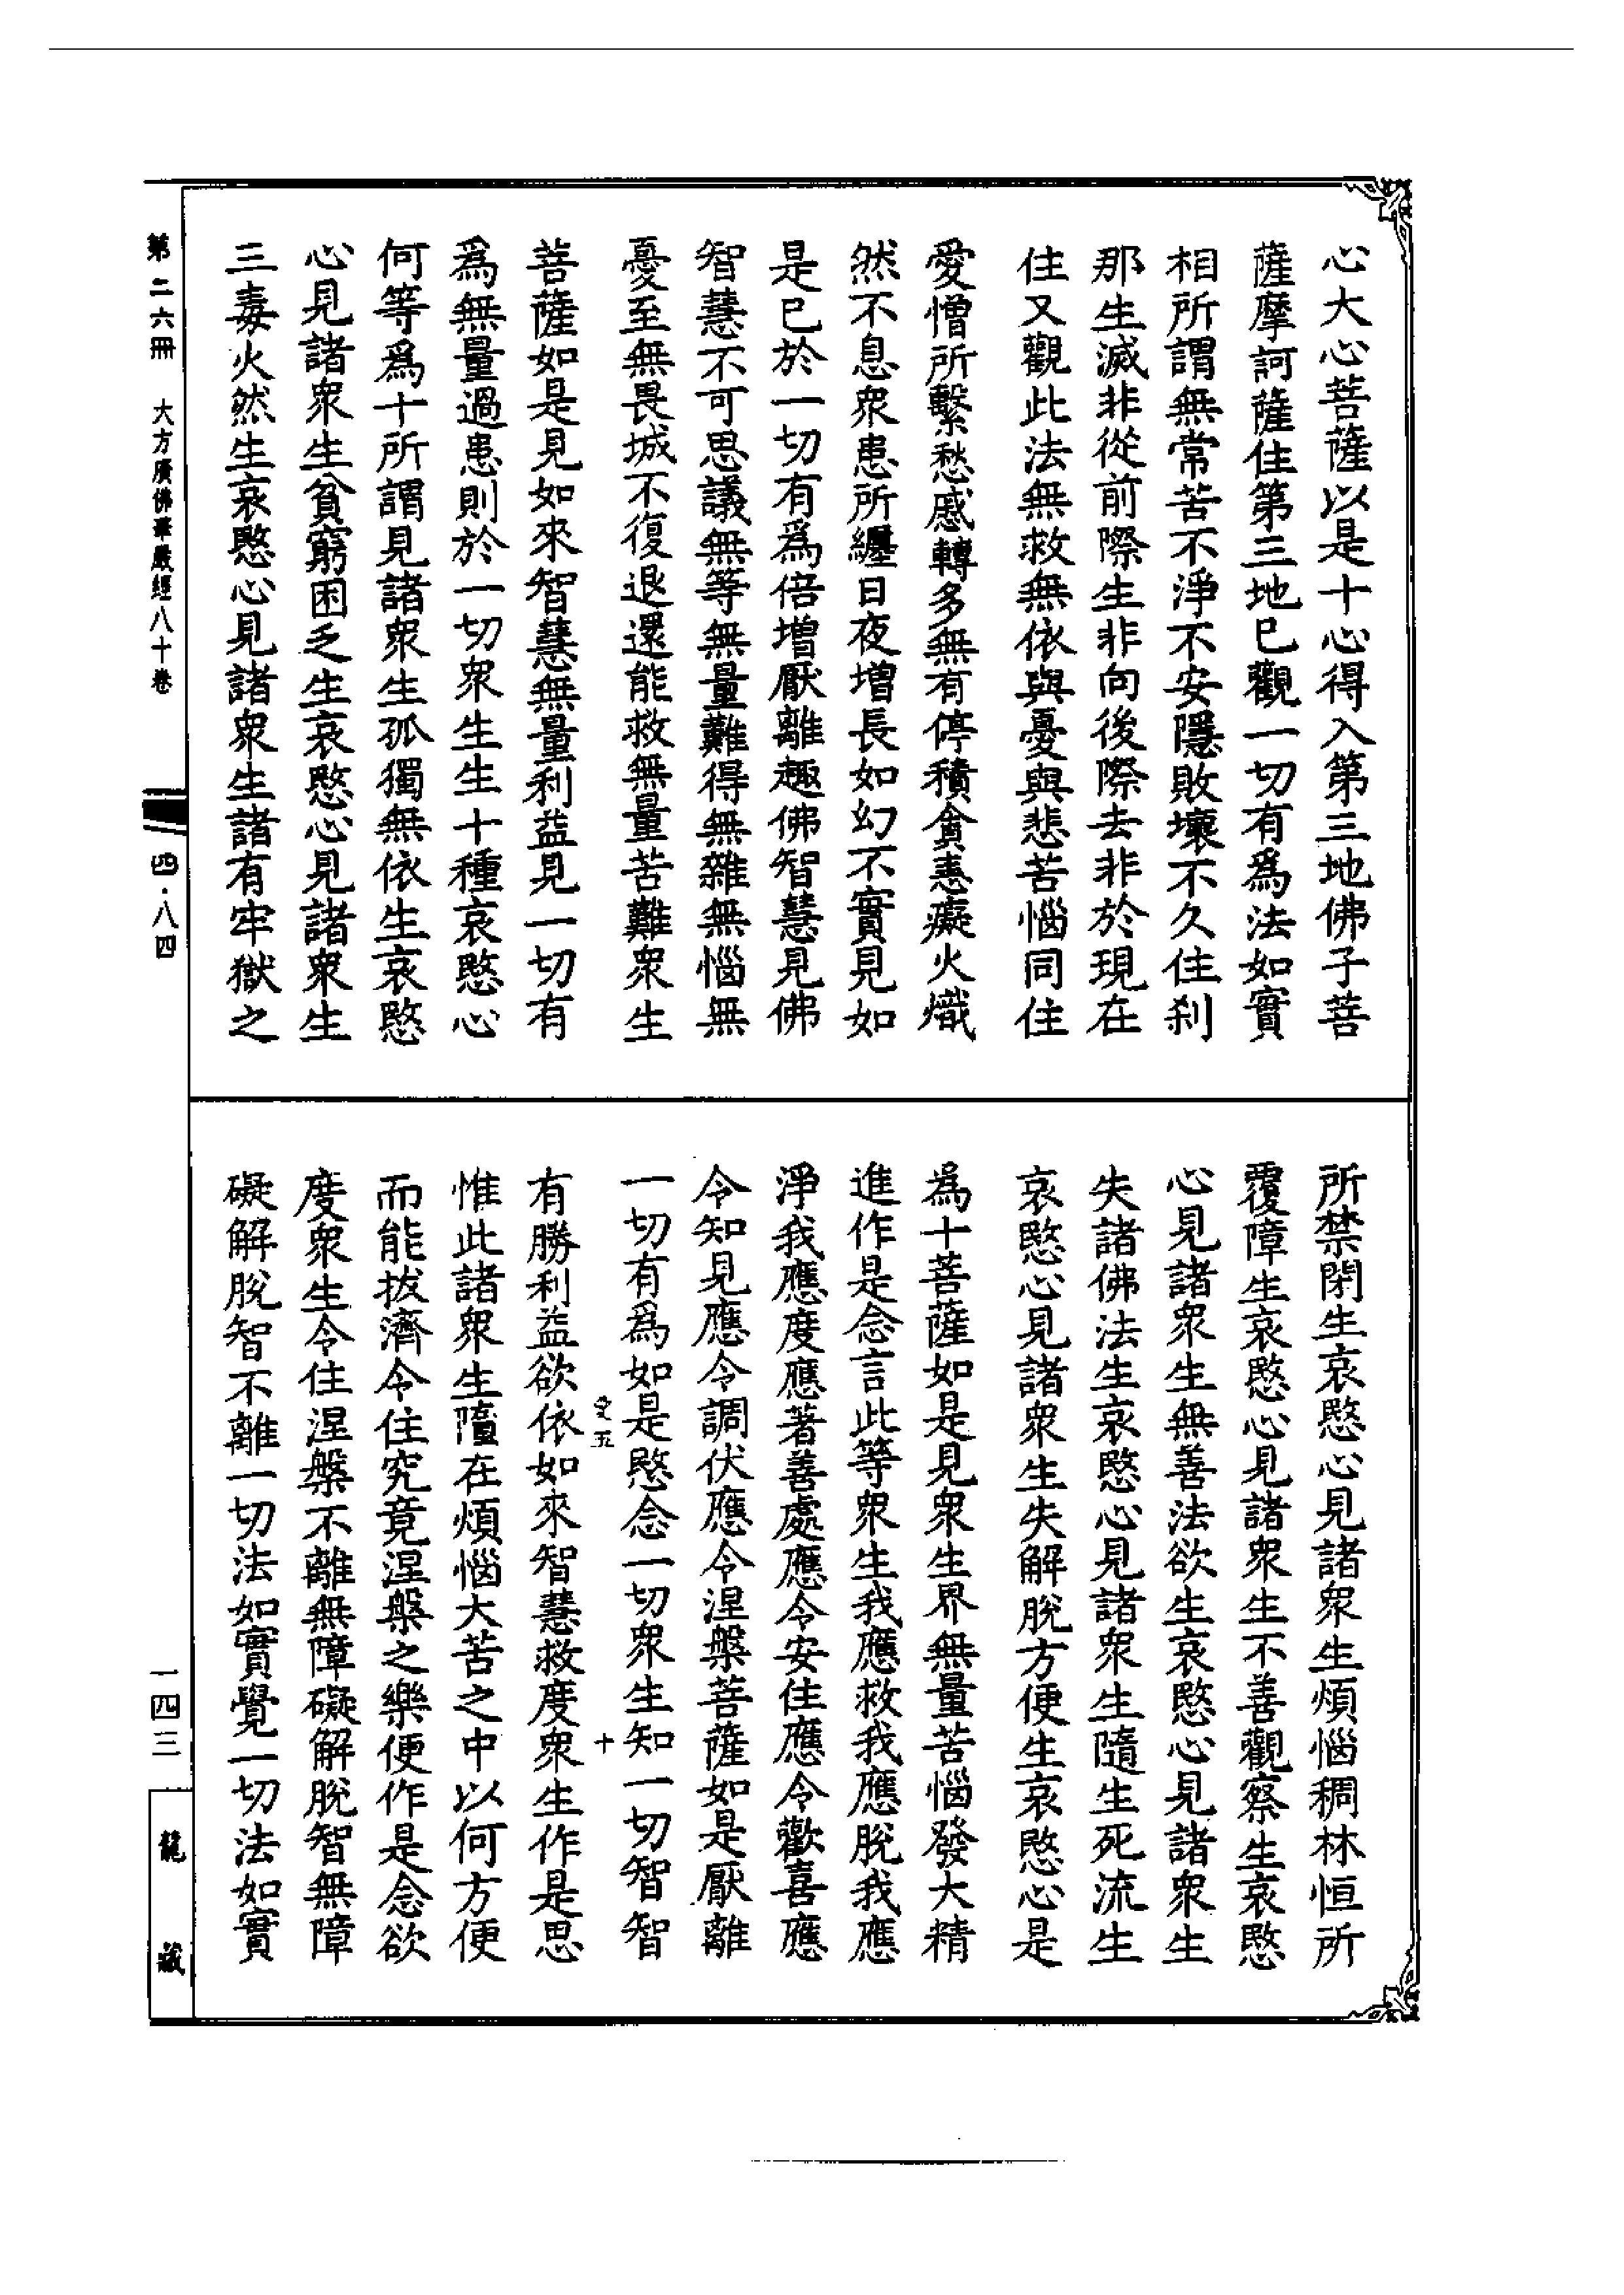 心大心菩薩以是十心得入第三地佛子菩
薩摩訶薩住第三地已觀一切有為法如實
相所謂無常苦不淨不安隱敗壞不久住刹
那生滅非從前際生非向後際去非於現在
住又觀此法無救無依與憂與悲苦惱同住
愛憎所繫愁慼轉多無有停積貪恚癡火熾
然不息衆患所纏日夜增長如幻不實見如
是已於一切有為倍增厭離趣佛智慧見佛
智慧不可思議無等無量難得無雜無惱無
憂至無畏城不復退還能救無量苦難衆生
菩薩如是見如來智慧無量利益見一切有
為無量過患則於一切衆生生十種哀愍心
何等為十所謂見諸衆生孤獨無依生哀愍
心見諸衆生貧窮困乏生哀愍心見諸衆生
三毒火然生哀愍心見諸衆生諸有牢獄之
所禁閉生哀愍心見諸衆生煩惱稠林恒所
覆障生哀愍心見諸衆生不善觀察生哀愍
心見諸衆生無善法欲生哀愍心見諸衆生
失諸佛法生哀愍心見諸衆生隨生死流生
哀愍心見諸衆生失解脫方便生哀愍心是
為十菩薩如是見衆生界無量苦惱發大精
進作是念言此等衆生我應救我應脫我應
淨我應度應著善處應令安住應令歡喜應
令知見應令調伏應令涅槃菩薩如是厭離
一切有為如是愍念一切衆生知一切智智
有勝利益欲依如來智慧救度衆生作是思
惟此諸衆生墮在煩惱大苦之中以何方便
而能拔濟令住究竟涅槃之樂便作是念欲
度衆生令住涅槃不離無障礙解脫智無障
礙解脫智不離一切法如實覺一切法如實
五
十
第二六冊 大方廣佛華嚴經八十卷
四·八四
一四三
龍藏